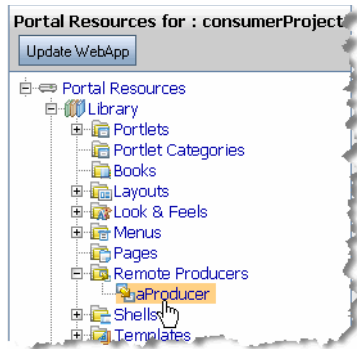 Portal Resources for : consumerProject
Update WebApp
Portal Resources
Library
Portlets
Portlet Categories
Books
Layouts
Look & Feels
Menus
Pages
Remote Producers
aProducer
Shells
Templates